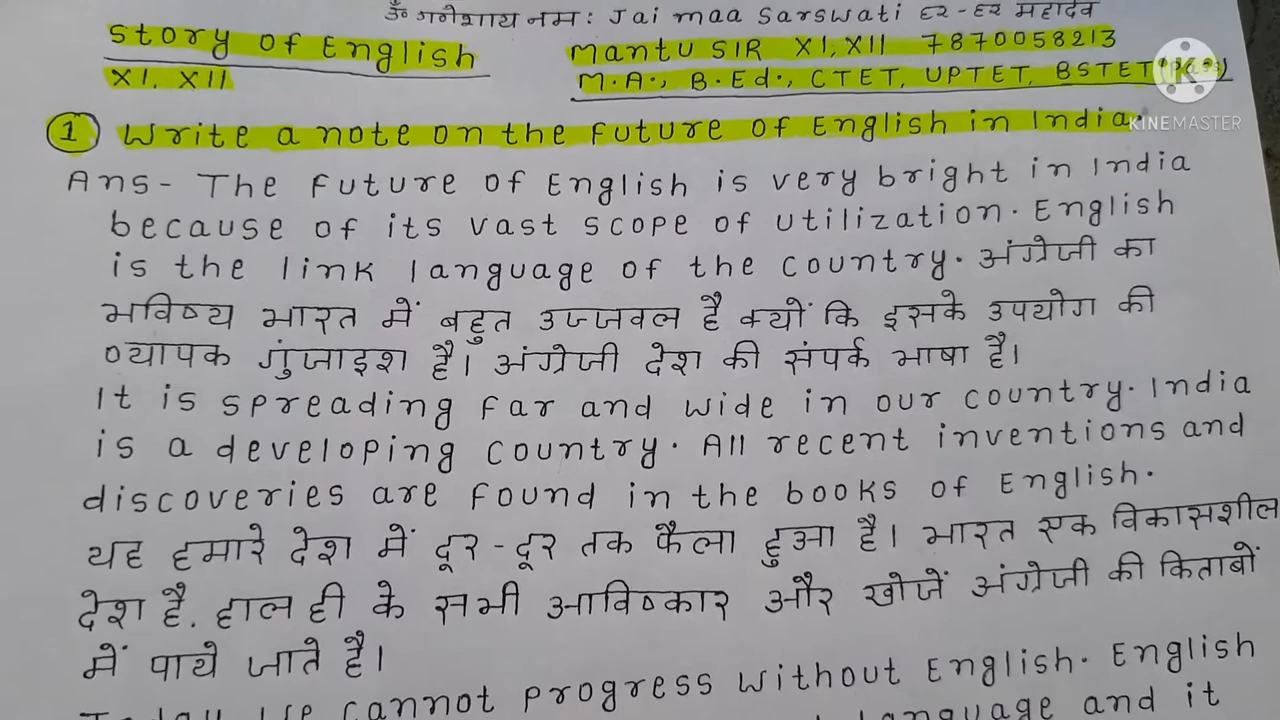 ॐ गणेशाय नम: Jai maa Sarswati हर-हर महादेव
Story of English
XI, XII
Mantu SIR XI, XII 7870058213
M.A., B.Ed., CTET, UPTET, BSTET
KINEMASTER
1 Write a note on the future of English in India.
Ans- The future of English is very bright in India
because of its vast scope of utilization. English
is the link language of the country. अंग्रेजी का
भविष्य भारत में बहुत उज्जवल है क्यों कि इसके उपयोग की
व्यापक गुंजाइश है। अंग्रेजी देश की संपर्क भाषा है।
It is spreading far and wide in our country. India
is a developing country. All recent inventions and
discoveries are found in the books of English.
यह हमारे देश में दूर-दूर तक फैला हुआ है। भारत एक विकासशील
देश है. हाल ही के सभी आविष्कार और खोजें अंग्रेजी की किताबों
में पाये जाते है।
Today we cannot progress without English. English
language and it